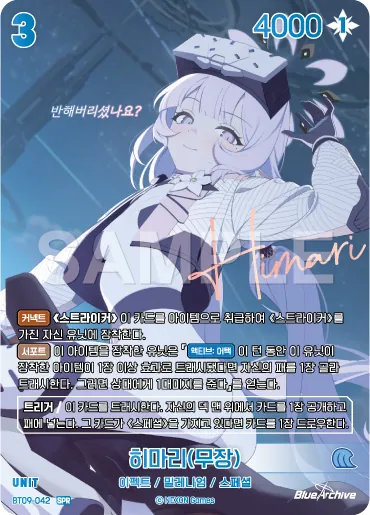 3
4000 1
반해버리셨나요?
SAMPLE
Himari
커넥트 《스트라이커》 이 카드를 아이템으로 취급하여 《스트라이커》를
가진 자신 유닛에 장착한다.
서포트 이 아이템을 장착한 유닛은 『액티브: 어택 이 턴 동안 이 유닛이
장착한 아이템이 1장 이상 효과로 트래시됐다면 자신의 패를 1장 골라
트래시한다. 그러면 상대에게 1대미지를 준다.』를 얻는다.
트리거 이 카드를 트래시한다. 자신의 덱 맨 위에서 카드를 1장 공개하고
패에 넣는다. 그 카드가 《스페셜》을 가지고 있다면 카드를 1장 드로우한다.
히마리(무장)
UNIT
이펙트 / 밀레니엄 / 스페셜
BT09-042 SPR
© NEXON Games
Blue Archive